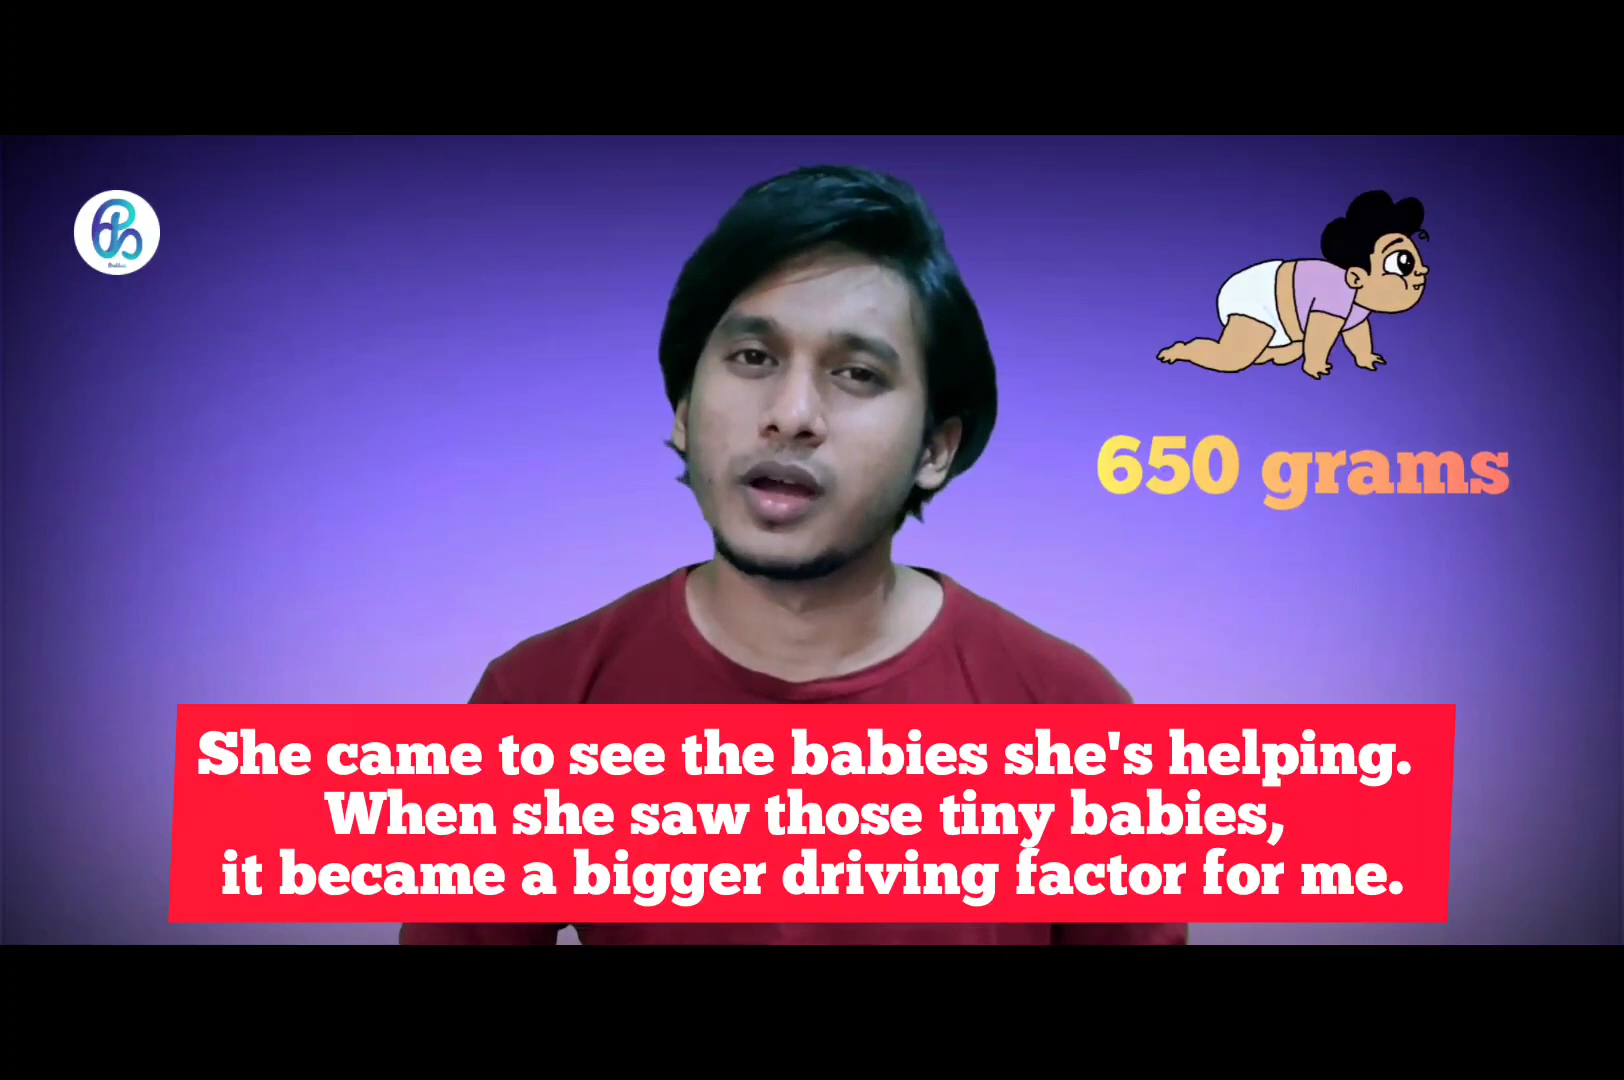 650 grams
She came to see the babies she's helping.
When she saw those tiny babies,
it became a bigger driving factor for me.